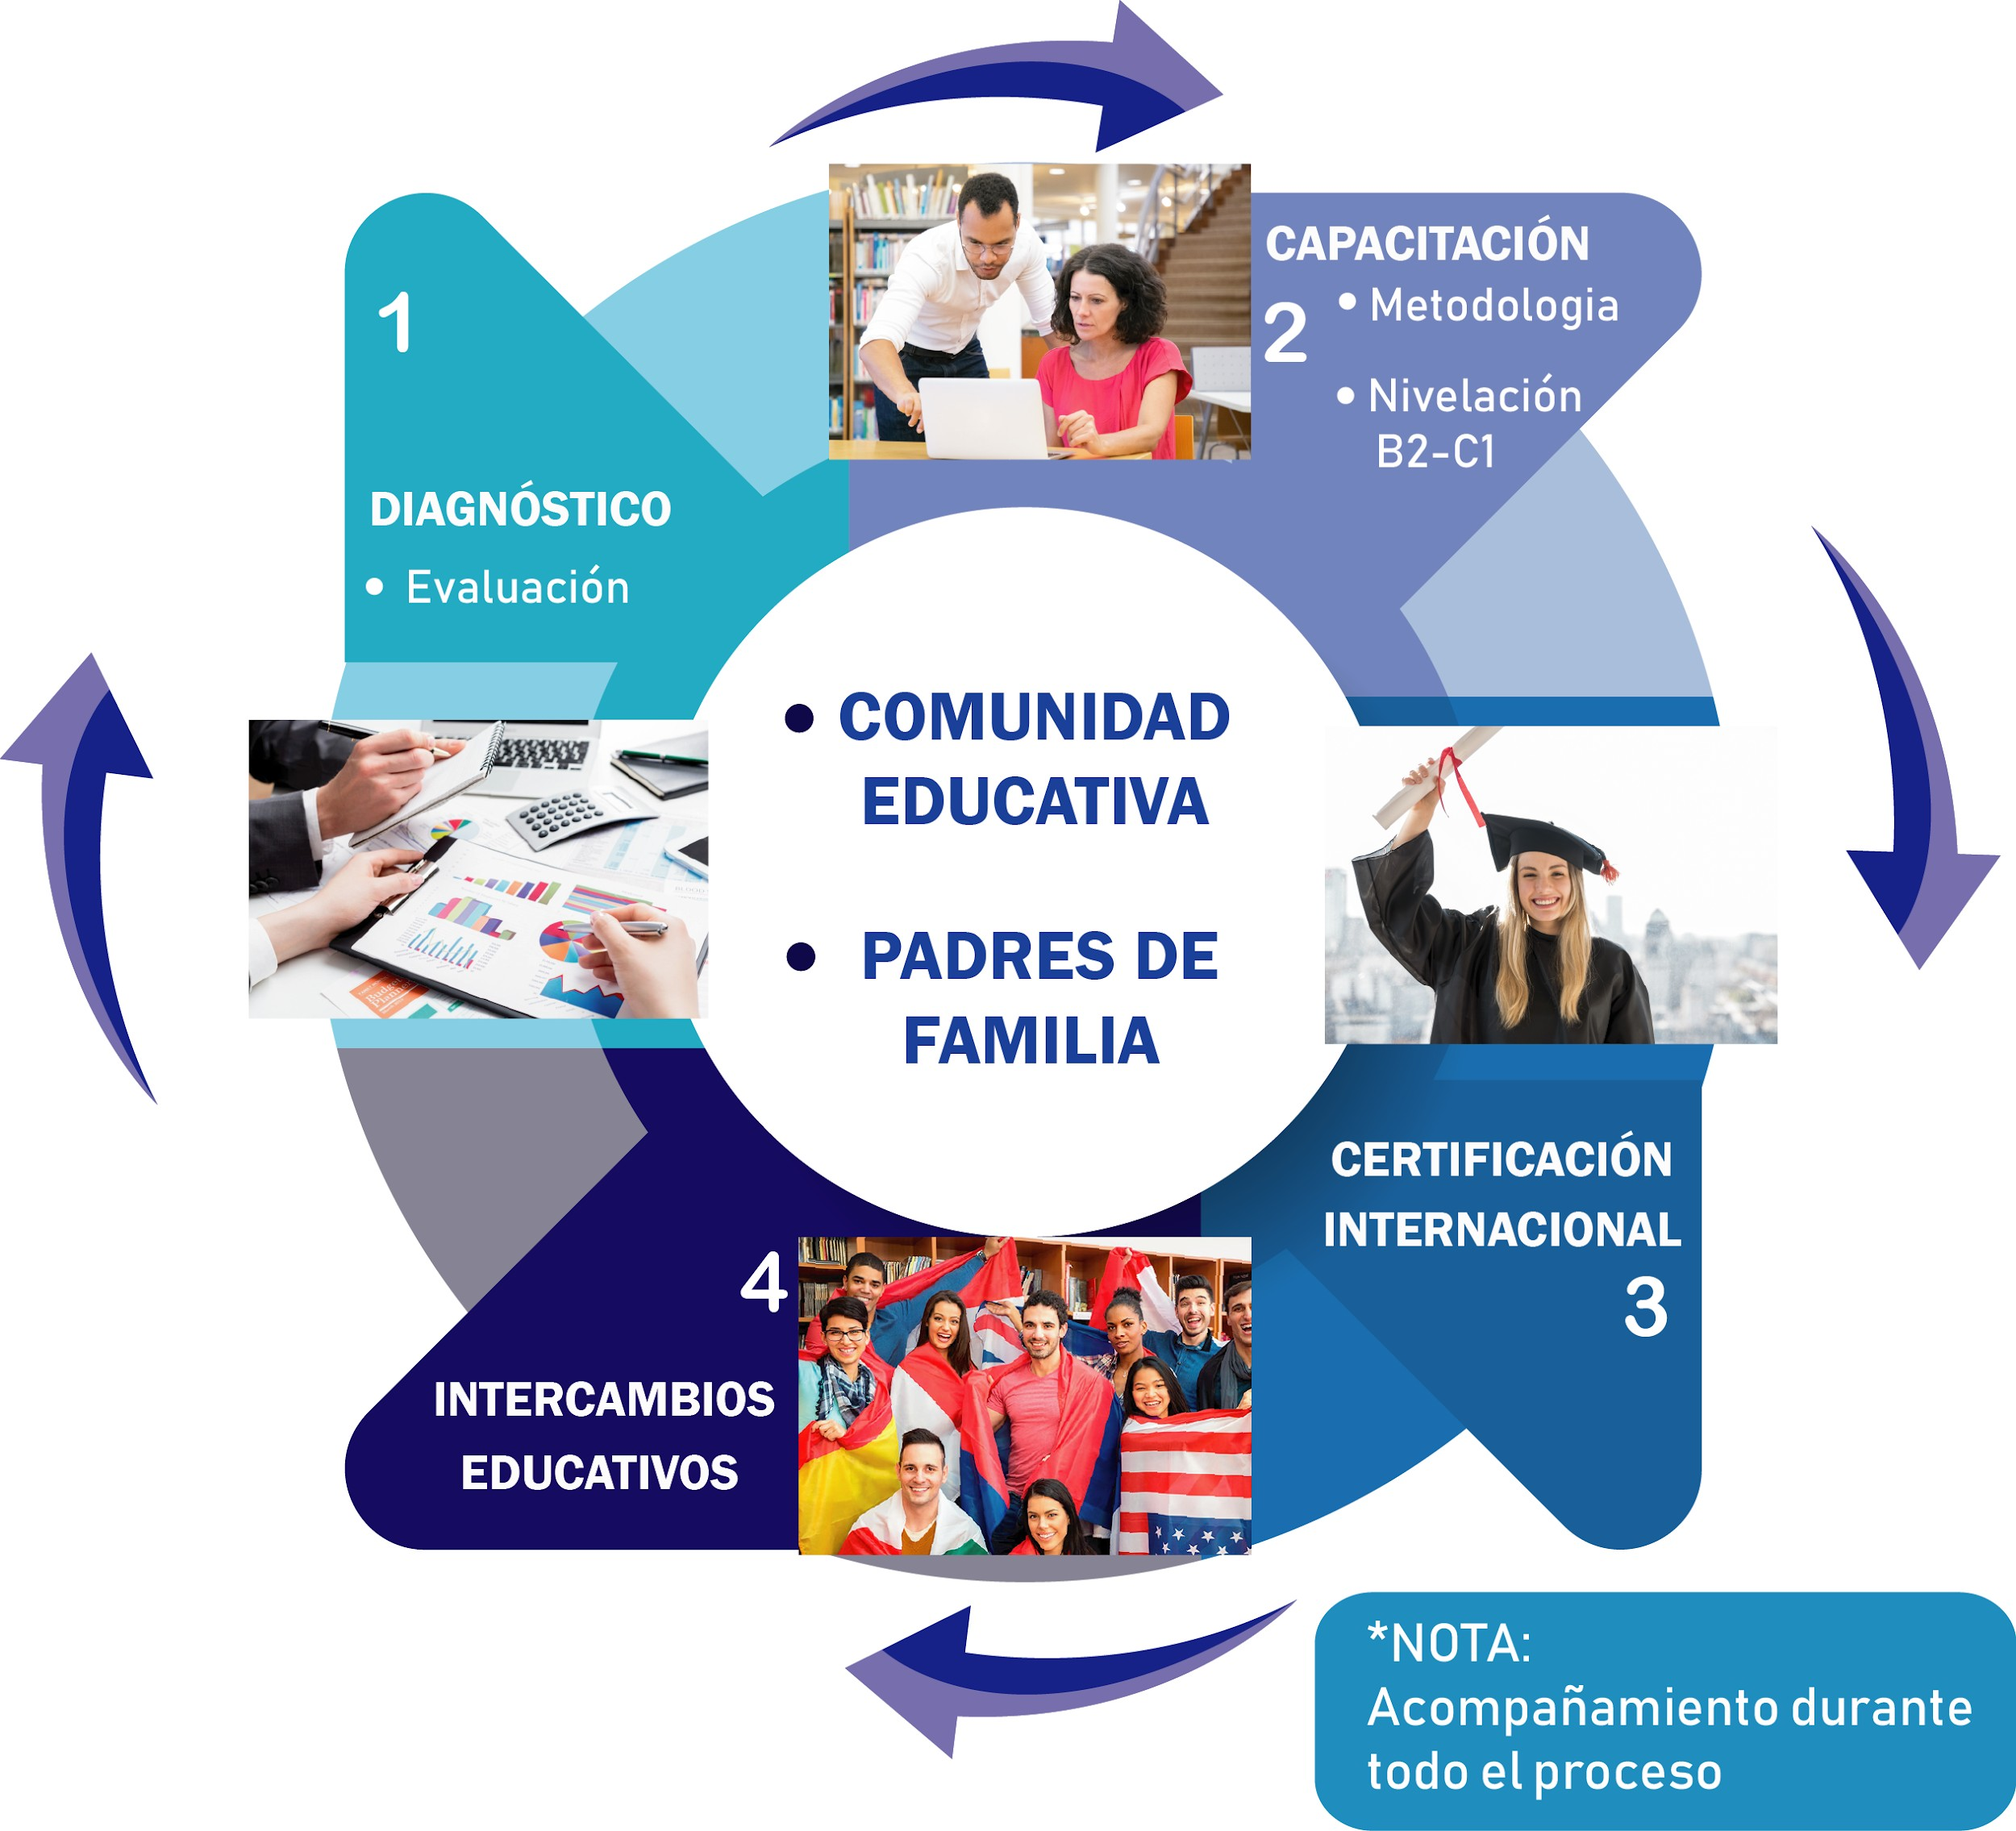 1
DIAGNÓSTICO
• Evaluación
CAPACITACIÓN
2
• Metodologia
• Nivelación
B2-C1
• COMUNIDAD
EDUCATIVA
• PADRES DE
FAMILIA
CERTIFICACIÓN
INTERNACIONAL
3
4
INTERCAMBIOS
EDUCATIVOS
*NOTA:
Acompañamiento durante
todo el proceso